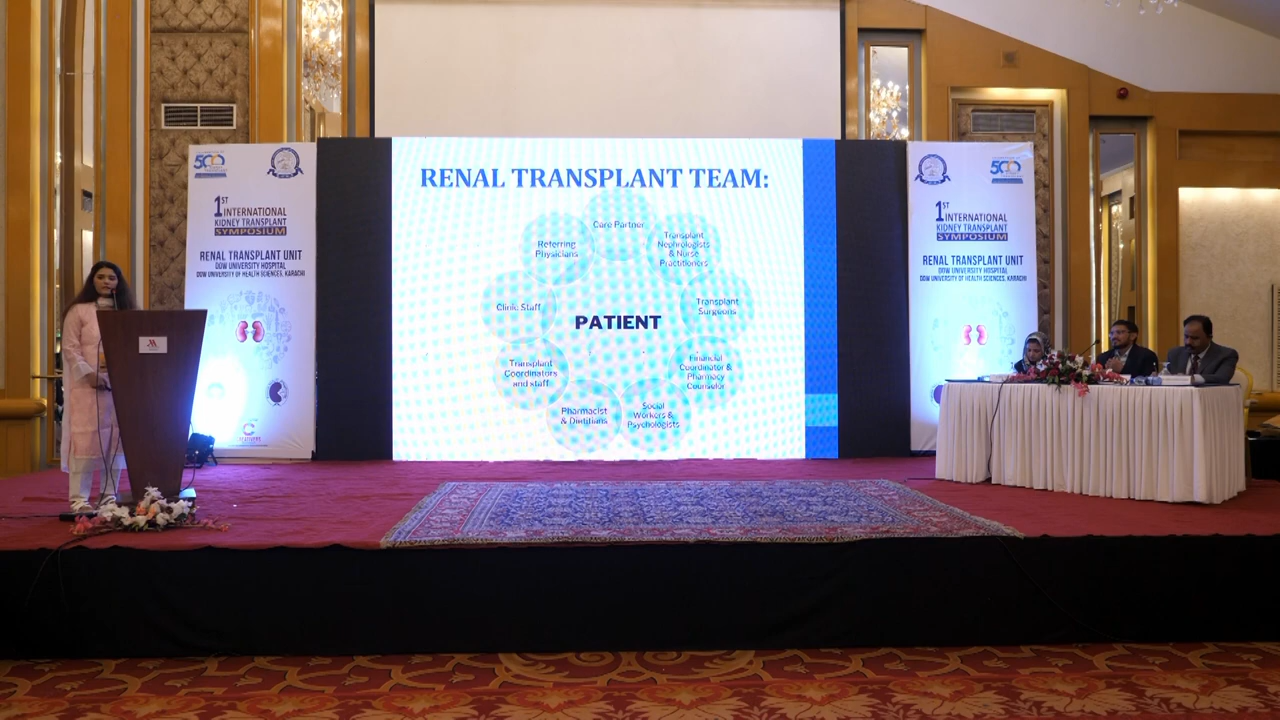 RENAL TRANSPLANT TEAM:
Care Partner
Transplant
Nephrologists
& Nurse
Practitioners
Transplant
Surgeons
Financial
Coordinator &
Pharmacy
Counselor
Social
Workers &
Psychologists
Pharmacist
& Dietitians
Transplant
Coordinators
and staff
Clinic Staff
Referring
Physicians
PATIENT
500
1ST
INTERNATIONAL
KIDNEY TRANSPLANT
SYMPOSIUM
RENAL TRANSPLANT UNIT
DOW UNIVERSITY HOSPITAL
DOW UNIVERSITY OF HEALTH SCIENCES, KARACHI
500
1ST
INTERNATIONAL
KIDNEY TRANSPLANT
SYMPOSIUM
RENAL TRANSPLANT UNIT
DOW UNIVERSITY HOSPITAL
DOW UNIVERSITY OF HEALTH SCIENCES, KARACHI